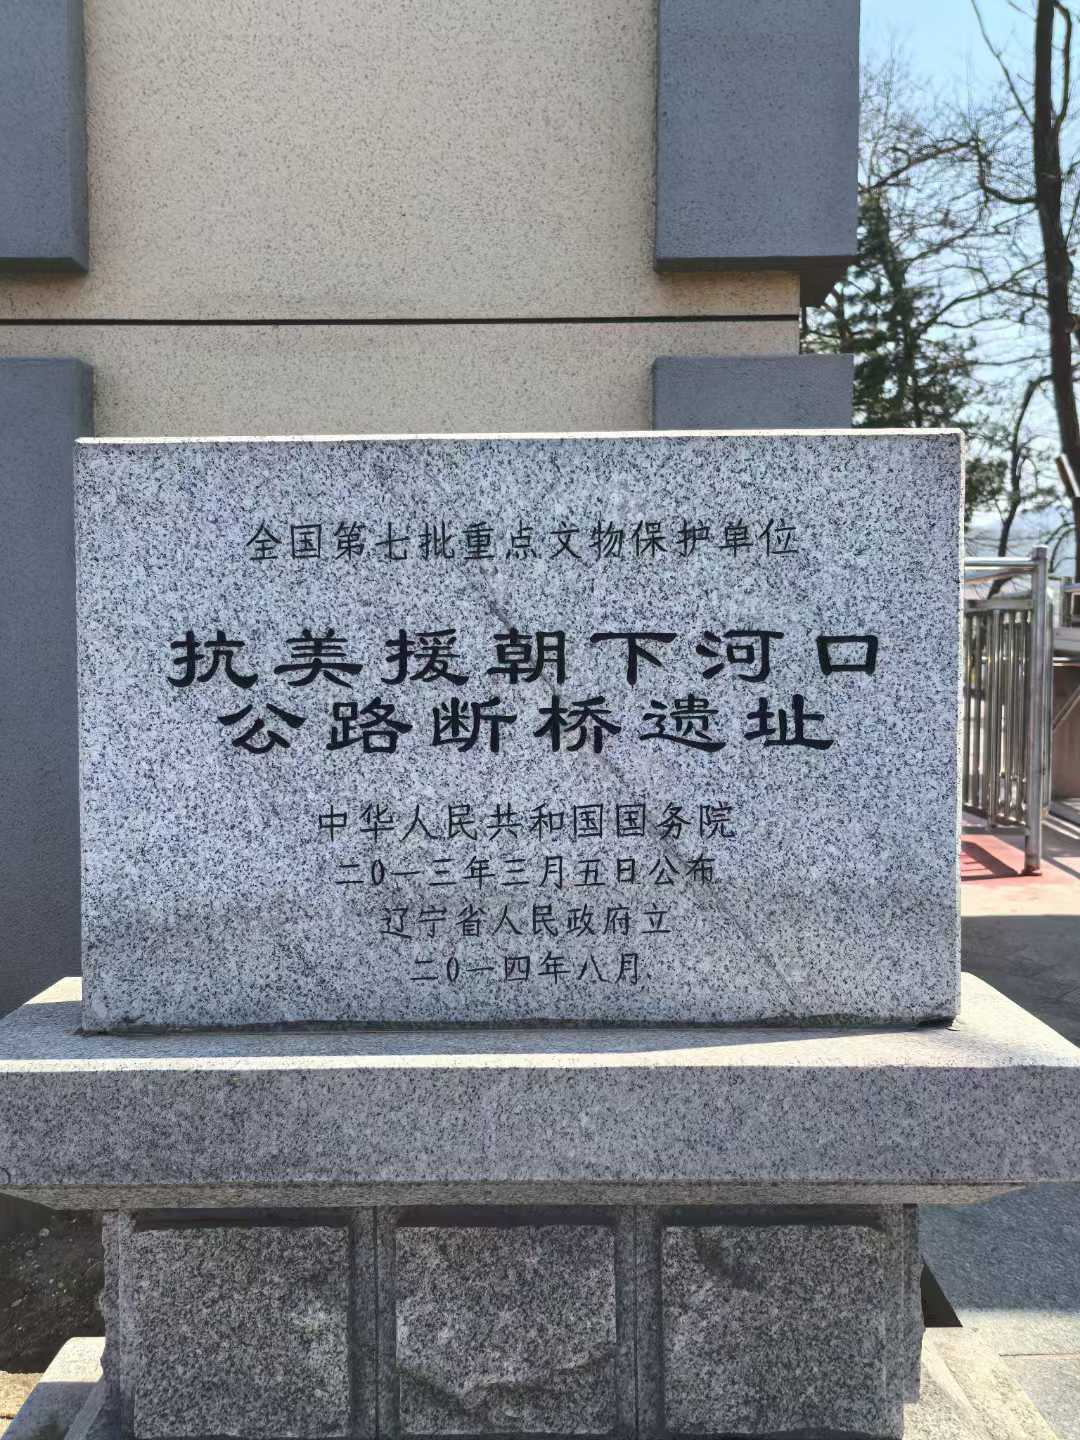 全国第七批重点文物保护单位
抗美援朝下河口
公路断桥遗址
中华人民共和国国务院
二0一三年三月五日公布
辽宁省人民政府立
二0一四年八月